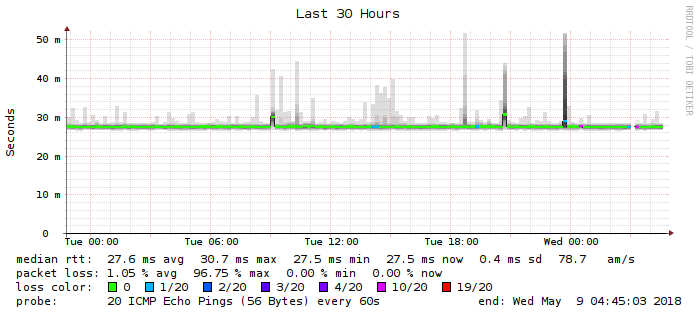 Last 30 Hours
RRDTOOL / TOBI OETIKER
Seconds
50 m
40 m
30 m
20 m
10 m
0
Tue 00:00 Tue 06:00 Tue 12:00 Tue 18:00 Wed 00:00
median rtt: 27.6 ms avg 30.7 ms max 27.5 ms min 27.5 ms now 0.4 ms sd 78.7 am/s
packet loss: 1.05 % avg 96.75 % max 0.00 % min 0.00 % now
loss color: 0 1/20 2/20 3/20 4/20 10/20 19/20
probe: 20 ICMP Echo Pings (56 Bytes) every 60s end: Wed May 9 04:45:03 2018